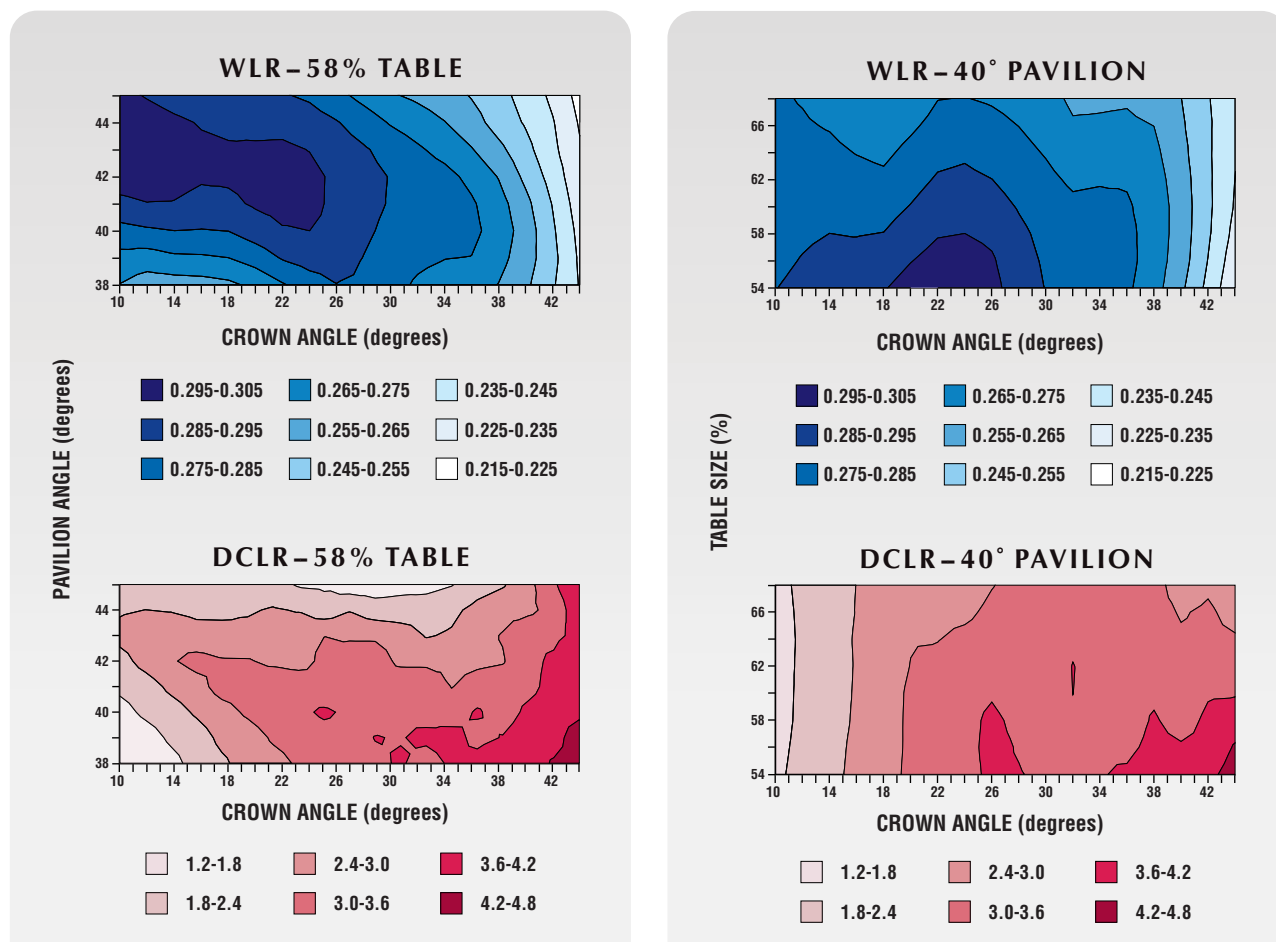 WLR – 58% TABLE
44
42
40
38
10 14 18 22 26 30 34 38 42
CROWN ANGLE (degrees)
PAVILION ANGLE (degrees)
0.295-0.305 0.265-0.275 0.235-0.245
0.285-0.295 0.255-0.265 0.225-0.235
0.275-0.285 0.245-0.255 0.215-0.225
DCLR – 58% TABLE
44
42
40
38
10 14 18 22 26 30 34 38 42
CROWN ANGLE (degrees)
1.2-1.8 2.4-3.0 3.6-4.2
1.8-2.4 3.0-3.6 4.2-4.8
WLR – 40° PAVILION
66
62
58
54
10 14 18 22 26 30 34 38 42
CROWN ANGLE (degrees)
TABLE SIZE (%)
0.295-0.305 0.265-0.275 0.235-0.245
0.285-0.295 0.255-0.265 0.225-0.235
0.275-0.285 0.245-0.255 0.215-0.225
DCLR – 40° PAVILION
66
62
58
54
10 14 18 22 26 30 34 38 42
CROWN ANGLE (degrees)
1.2-1.8 2.4-3.0 3.6-4.2
1.8-2.4 3.0-3.6 4.2-4.8